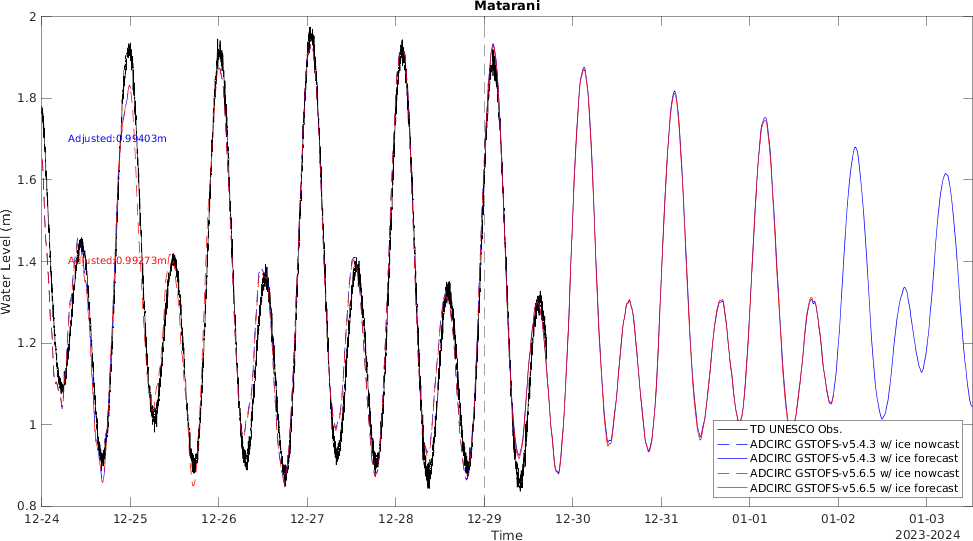 Matarani
2
1.8
1.6
1.4
1.2
1
0.8
Water Level (m)
Adjusted:0.99403m
Adjusted:0.99273m
12-24
12-25
12-26
12-27
12-28
12-29
12-30
12-31
01-01
01-02
01-03
Time
2023-2024
TD UNESCO Obs.
ADCIRC GSTOFS-v5.4.3 w/ ice nowcast
ADCIRC GSTOFS-v5.4.3 w/ ice forecast
ADCIRC GSTOFS-v5.6.5 w/ ice nowcast
ADCIRC GSTOFS-v5.6.5 w/ ice forecast